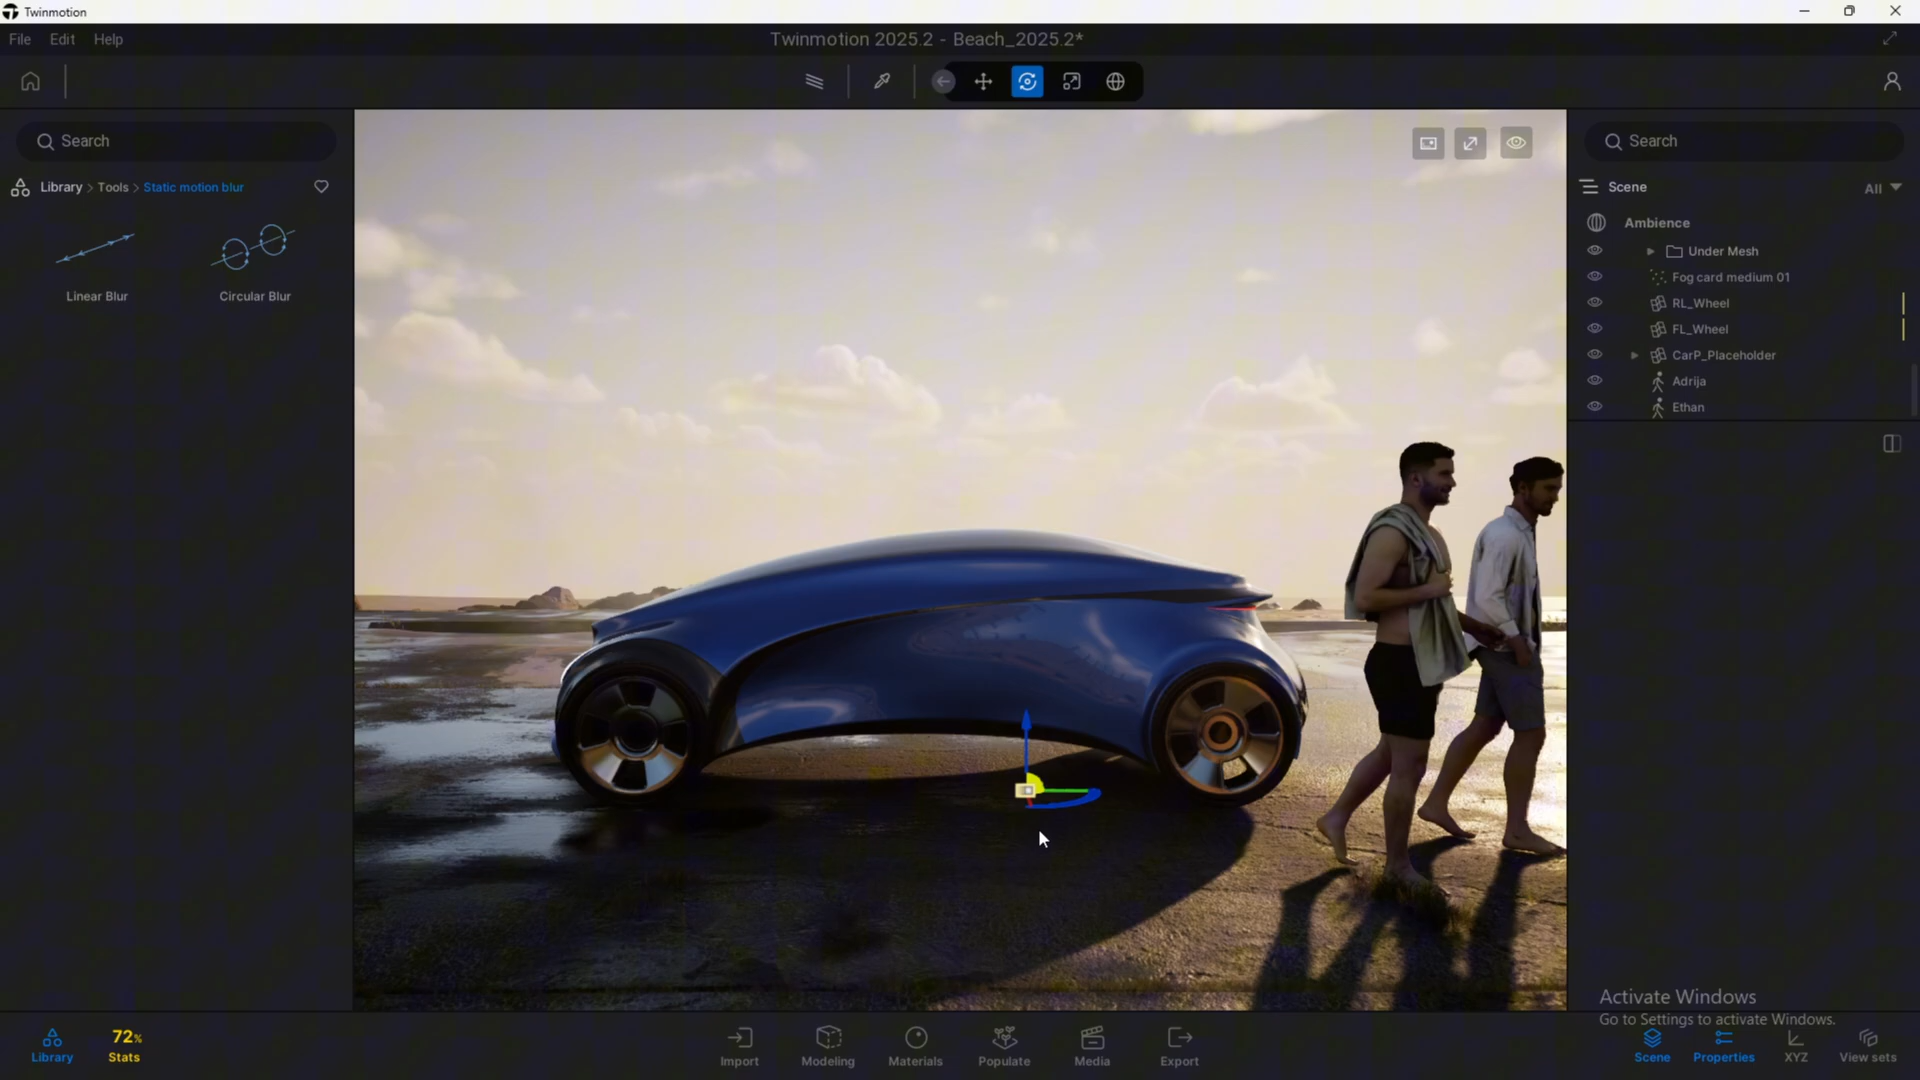 Twinmotion
File Edit Help
Twinmotion 2025.2 - Beach_2025.2*
Search
Library > Tools > Static motion blur
Linear Blur
Circular Blur
Search
Scene
All
Ambience
Under Mesh
Fog card medium 01
RL_Wheel
FL_Wheel
CarP_Placeholder
Adrija
Ethan
Activate Windows
Go to Settings to activate Windows.
Library
72%
Stats
Import
Modeling
Materials
Populate
Media
Export
Scene
Properties
XYZ
View sets